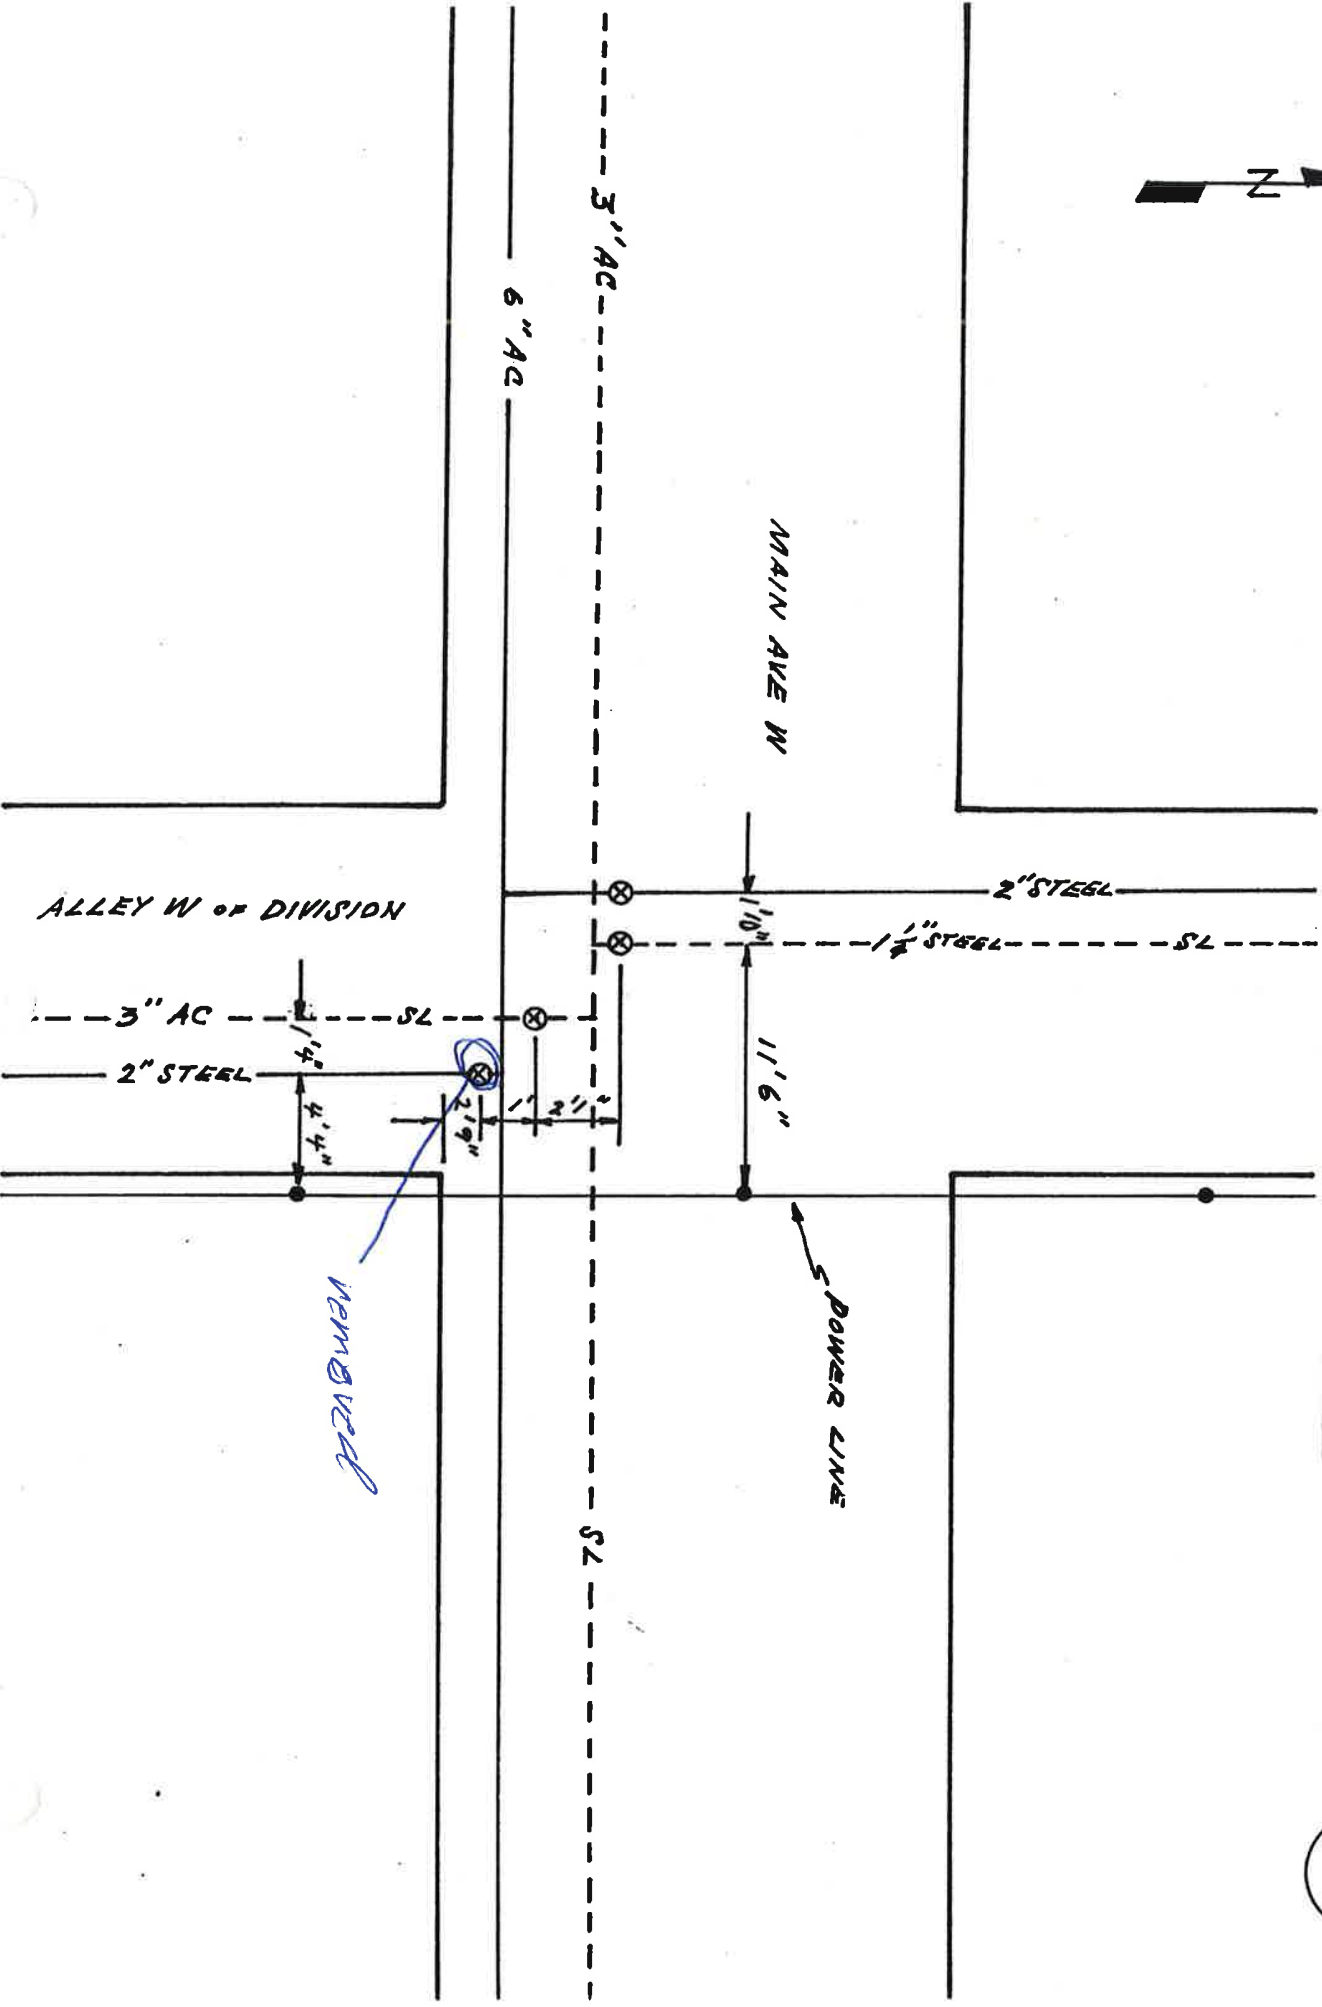 N
3" AC
6" AC
MAIN AVE W
2" STEEL
1'10"
1 1/4" STEEL
SL
ALLEY W OF DIVISION
3" AC
SL
1'4"
2" STEEL
4'4"
2'9"
1'
2'1"
11'6"
POWER LINE
removed
SL